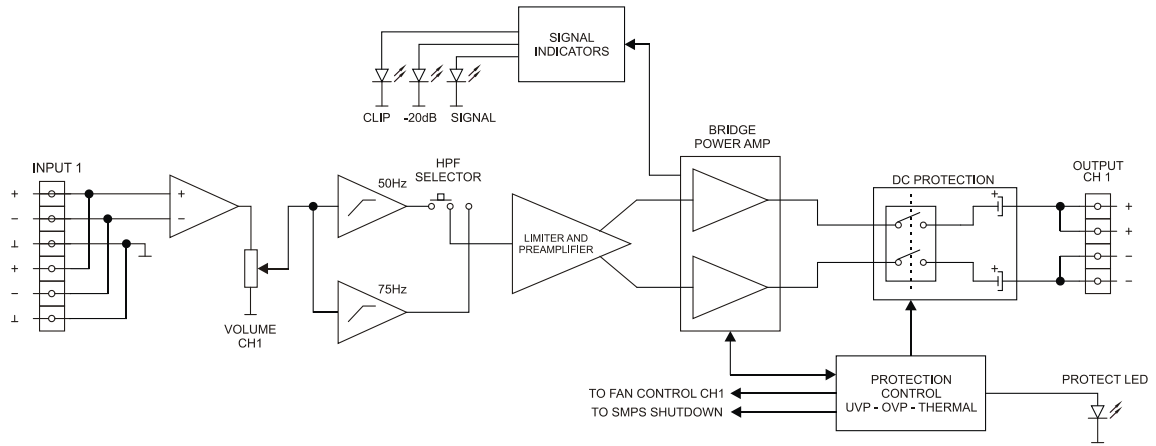 SIGNAL
INDICATORS
CLIP
-20dB
SIGNAL
BRIDGE
POWER AMP
INPUT 1
+
−
⊥
+
−
⊥
+
−
VOLUME
CH1
50Hz
75Hz
HPF
SELECTOR
LIMITER AND
PREAMPLIFIER
DC PROTECTION
+
+
OUTPUT
CH 1
+
+
−
−
TO FAN CONTROL CH1
TO SMPS SHUTDOWN
PROTECTION
CONTROL
UVP - OVP - THERMAL
PROTECT LED